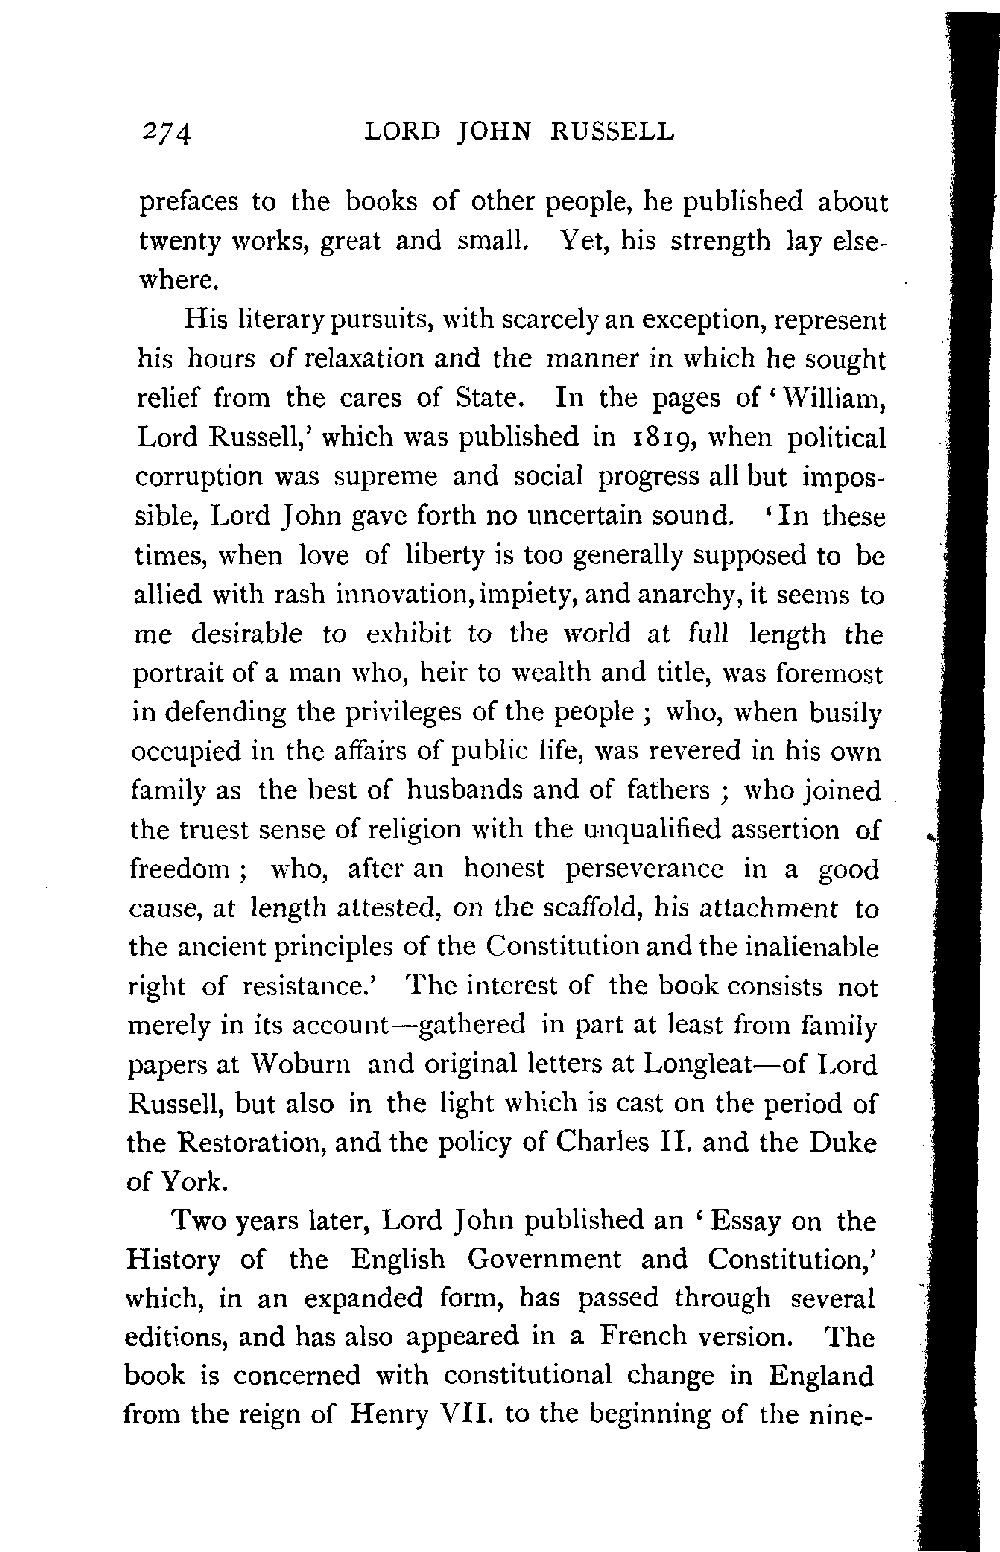 274 LORD JOHN RUSSELL
prefaces to the books of other people, he published about
twenty works, great and small. Yet, his strength lay else-
where.
His literary pursuits, with scarcely an exception, represent
his hours of relaxation and the manner in which he sought
relief from the cares of State. In the pages of ‘William,
Lord Russell,’ which was published in 1819, when political
corruption was supreme and social progress all but impos-
sible, Lord John gave forth no uncertain sound. ‘In these
times, when love of liberty is too generally supposed to be
allied with rash innovation, impiety, and anarchy, it seems to
me desirable to exhibit to the world at full length the
portrait of a man who, heir to wealth and title, was foremost
in defending the privileges of the people ; who, when busily
occupied in the affairs of public life, was revered in his own
family as the best of husbands and of fathers ; who joined
the truest sense of religion with the unqualified assertion of
freedom ; who, after an honest perseverance in a good
cause, at length attested, on the scaffold, his attachment to
the ancient principles of the Constitution and the inalienable
right of resistance.’ The interest of the book consists not
merely in its account—gathered in part at least from family
papers at Woburn and original letters at Longleat—of Lord
Russell, but also in the light which is cast on the period of
the Restoration, and the policy of Charles II. and the Duke
of York.
Two years later, Lord John published an ‘Essay on the
History of the English Government and Constitution,’
which, in an expanded form, has passed through several
editions, and has also appeared in a French version. The
book is concerned with constitutional change in England
from the reign of Henry VII. to the beginning of the nine-